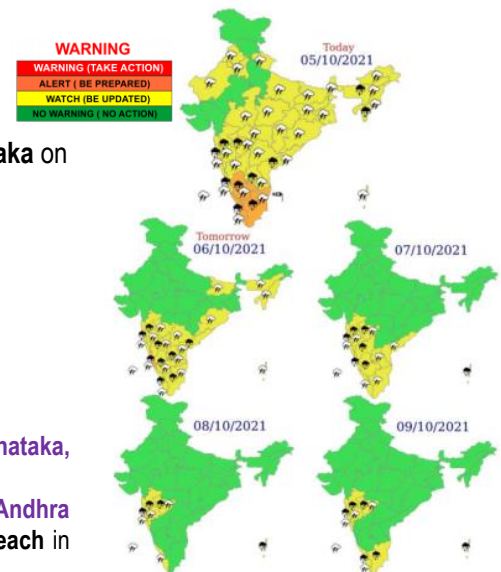 WARNING
WARNING (TAKE ACTION)
ALERT ( BE PREPARED)
WATCH (BE UPDATED)
NO WARNING ( NO ACTION)
Today
05/10/2021
aka on
Tomorrow
06/10/2021
07/10/2021
08/10/2021
09/10/2021
nataka,
Andhra
each in